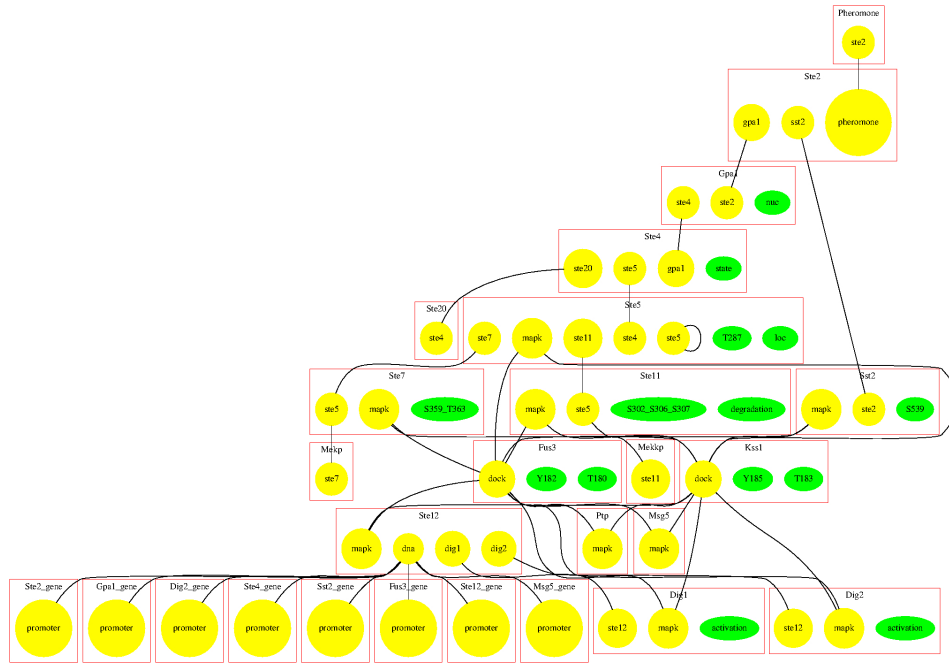 Pheromone
ste2
Ste2
gpa1 sst2 pheromone
Gpa1
ste4 ste2 nuc
Ste4
ste20 ste5 gpa1 state
Ste20 Ste5
ste4 ste7 mapk ste11 ste4 ste5 T287 loc
Ste7 Ste11 Sst2
ste5 mapk S359_T363 mapk ste5 S302_S306_S307 degradation mapk ste2 S539
Mekp Fus3 Mekkp Kss1
ste7 dock Y182 T180 ste11 dock Y185 T183
Ste12 Ptp Msg5
mapk dna dig1 dig2 mapk mapk
Ste2_gene Gpa1_gene Dig2_gene Ste4_gene Sst2_gene Fus3_gene Ste12_gene Msg5_gene Dig1 Dig2
promoter promoter promoter promoter promoter promoter promoter promoter ste12 mapk activation ste12 mapk activation